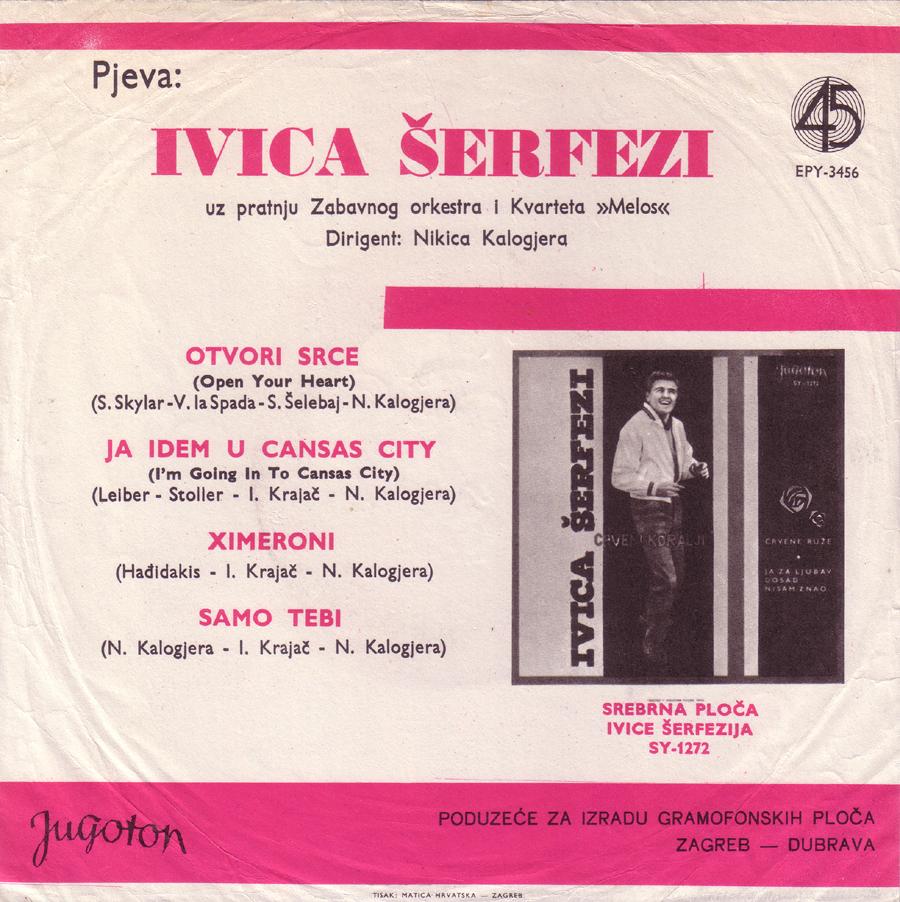 Pjeva:
45
EPY-3456
IVICA ŠERFEZI
uz pratnju Zabavnog orkestra i Kvarteta »Melos«
Dirigent: Nikica Kalogjera
OTVORI SRCE
(Open Your Heart)
(S. Skylar-V. la Spada-S. Šelebaj-N. Kalogjera)
JA IDEM U CANSAS CITY
(I'm Going In To Cansas City)
(Leiber - Stoller - I. Krajač - N. Kalogjera)
XIMERONI
(Hađidakis - I. Krajač - N. Kalogjera)
SAMO TEBI
(N. Kalogjera - I. Krajač - N. Kalogjera)
IVICA ŠERFEZI
Jugoton
SY-1272
CRVENI KORALJI
CRVENE RUŽE
JA ZA LJUBAV
DOSAD
NISAM ZNAO
SREBRNA PLOČA
IVICE ŠERFEZIJA
SY-1272
Jugoton
PODUZEĆE ZA IZRADU GRAMOFONSKIH PLOČA
ZAGREB — DUBRAVA
TISAK: MATICA HRVATSKA — ZAGREB